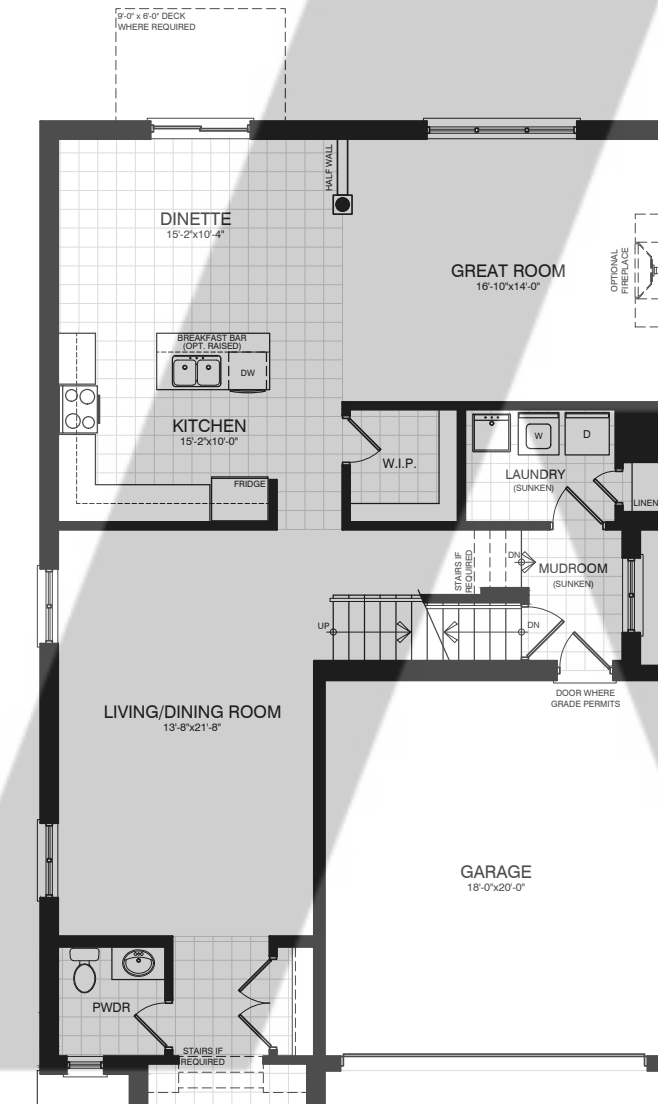 9'-0" x 6'-0" DECK
WHERE REQUIRED
HALF WALL
DINETTE
15'-2"x10'-4"
GREAT ROOM
16'-10"x14'-0"
OPTIONAL
FIREPLACE
BREAKFAST BAR
(OPT. RAISED)
DW
KITCHEN
15'-2"x10'-0"
W.I.P.
W
D
LAUNDRY
(SUNKEN)
FRIDGE
LINEN
STAIRS IF
REQUIRED
DN
MUDROOM
(SUNKEN)
UP
DN
DOOR WHERE
GRADE PERMITS
LIVING/DINING ROOM
13'-8"x21'-8"
GARAGE
18'-0"x20'-0"
PWDR
STAIRS IF
REQUIRED